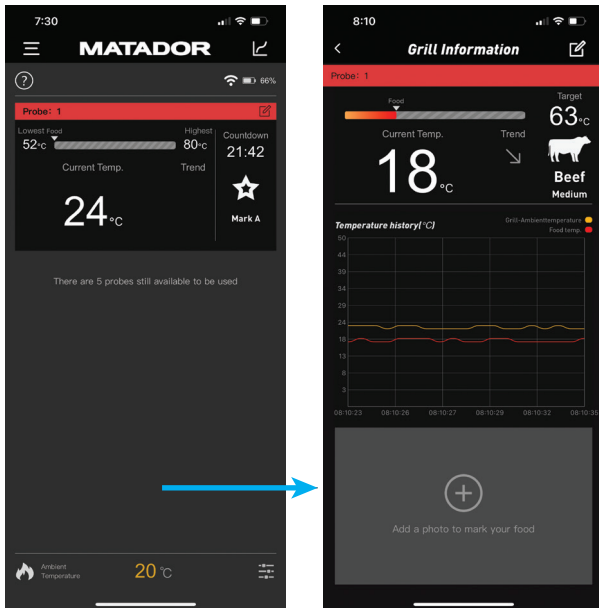 7:30
MATADOR
?
66%
Probe: 1
Lowest Food Highest
52°C 80°C
Countdown
21:42
Current Temp. Trend
24°C
Mark A
There are 5 probes still available to be used
Ambient
Temperature
20°C
8:10
Grill Information
Probe: 1
Food
Target
63°C
Current Temp. Trend
18°C
Beef
Medium
Temperature history(°C)
Grill-Ambienttemperature
Food temp.
50
44
39
34
29
24
18
13
8
3
08:10:23 08:10:26 08:10:27 08:10:29 08:10:32 08:10:35
Add a photo to mark your food